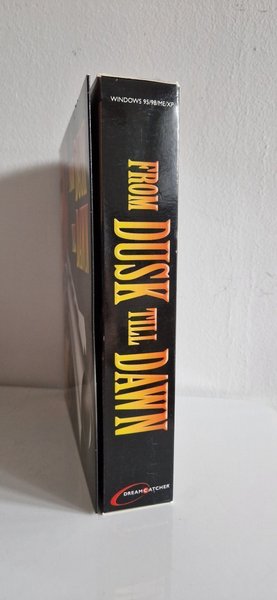 WINDOWS 95/98/ME/XP
FROM DUSK TILL DAWN
DREAMCATCHER